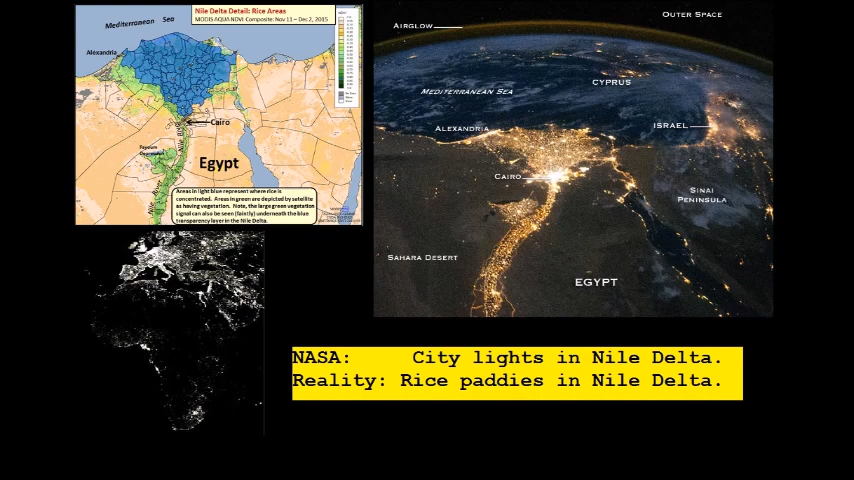 Nile Delta Detail: Rice Areas
MODIS AQUA NDVI Composite: Nov 11 – Dec 2, 2015
Mediterranean Sea
Alexandria
Cairo
Nile River
Fayoum
Depression
Egypt
Areas in light blue represent where rice is
concentrated. Areas in green are depicted by satellite
as having vegetation. Note, the large green vegetation
signal can also be seen (faintly) underneath the blue
transparency layer in the Nile Delta.
AIRGLOW
OUTER SPACE
CYPRUS
MEDITERRANEAN SEA
ALEXANDRIA
ISRAEL
CAIRO
SINAI
PENINSULA
SAHARA DESERT
EGYPT
NASA: City lights in Nile Delta.
Reality: Rice paddies in Nile Delta.